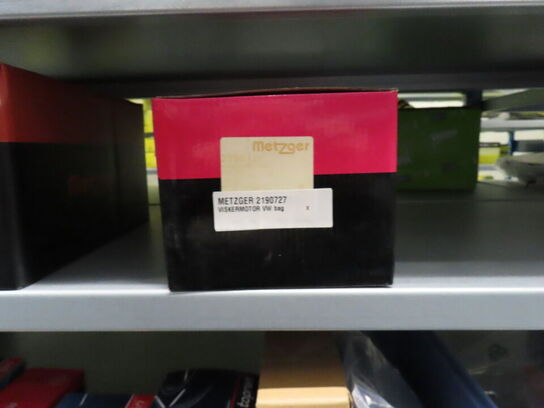 metzger
METZGER 2190727
VISKERMOTOR VW bag x